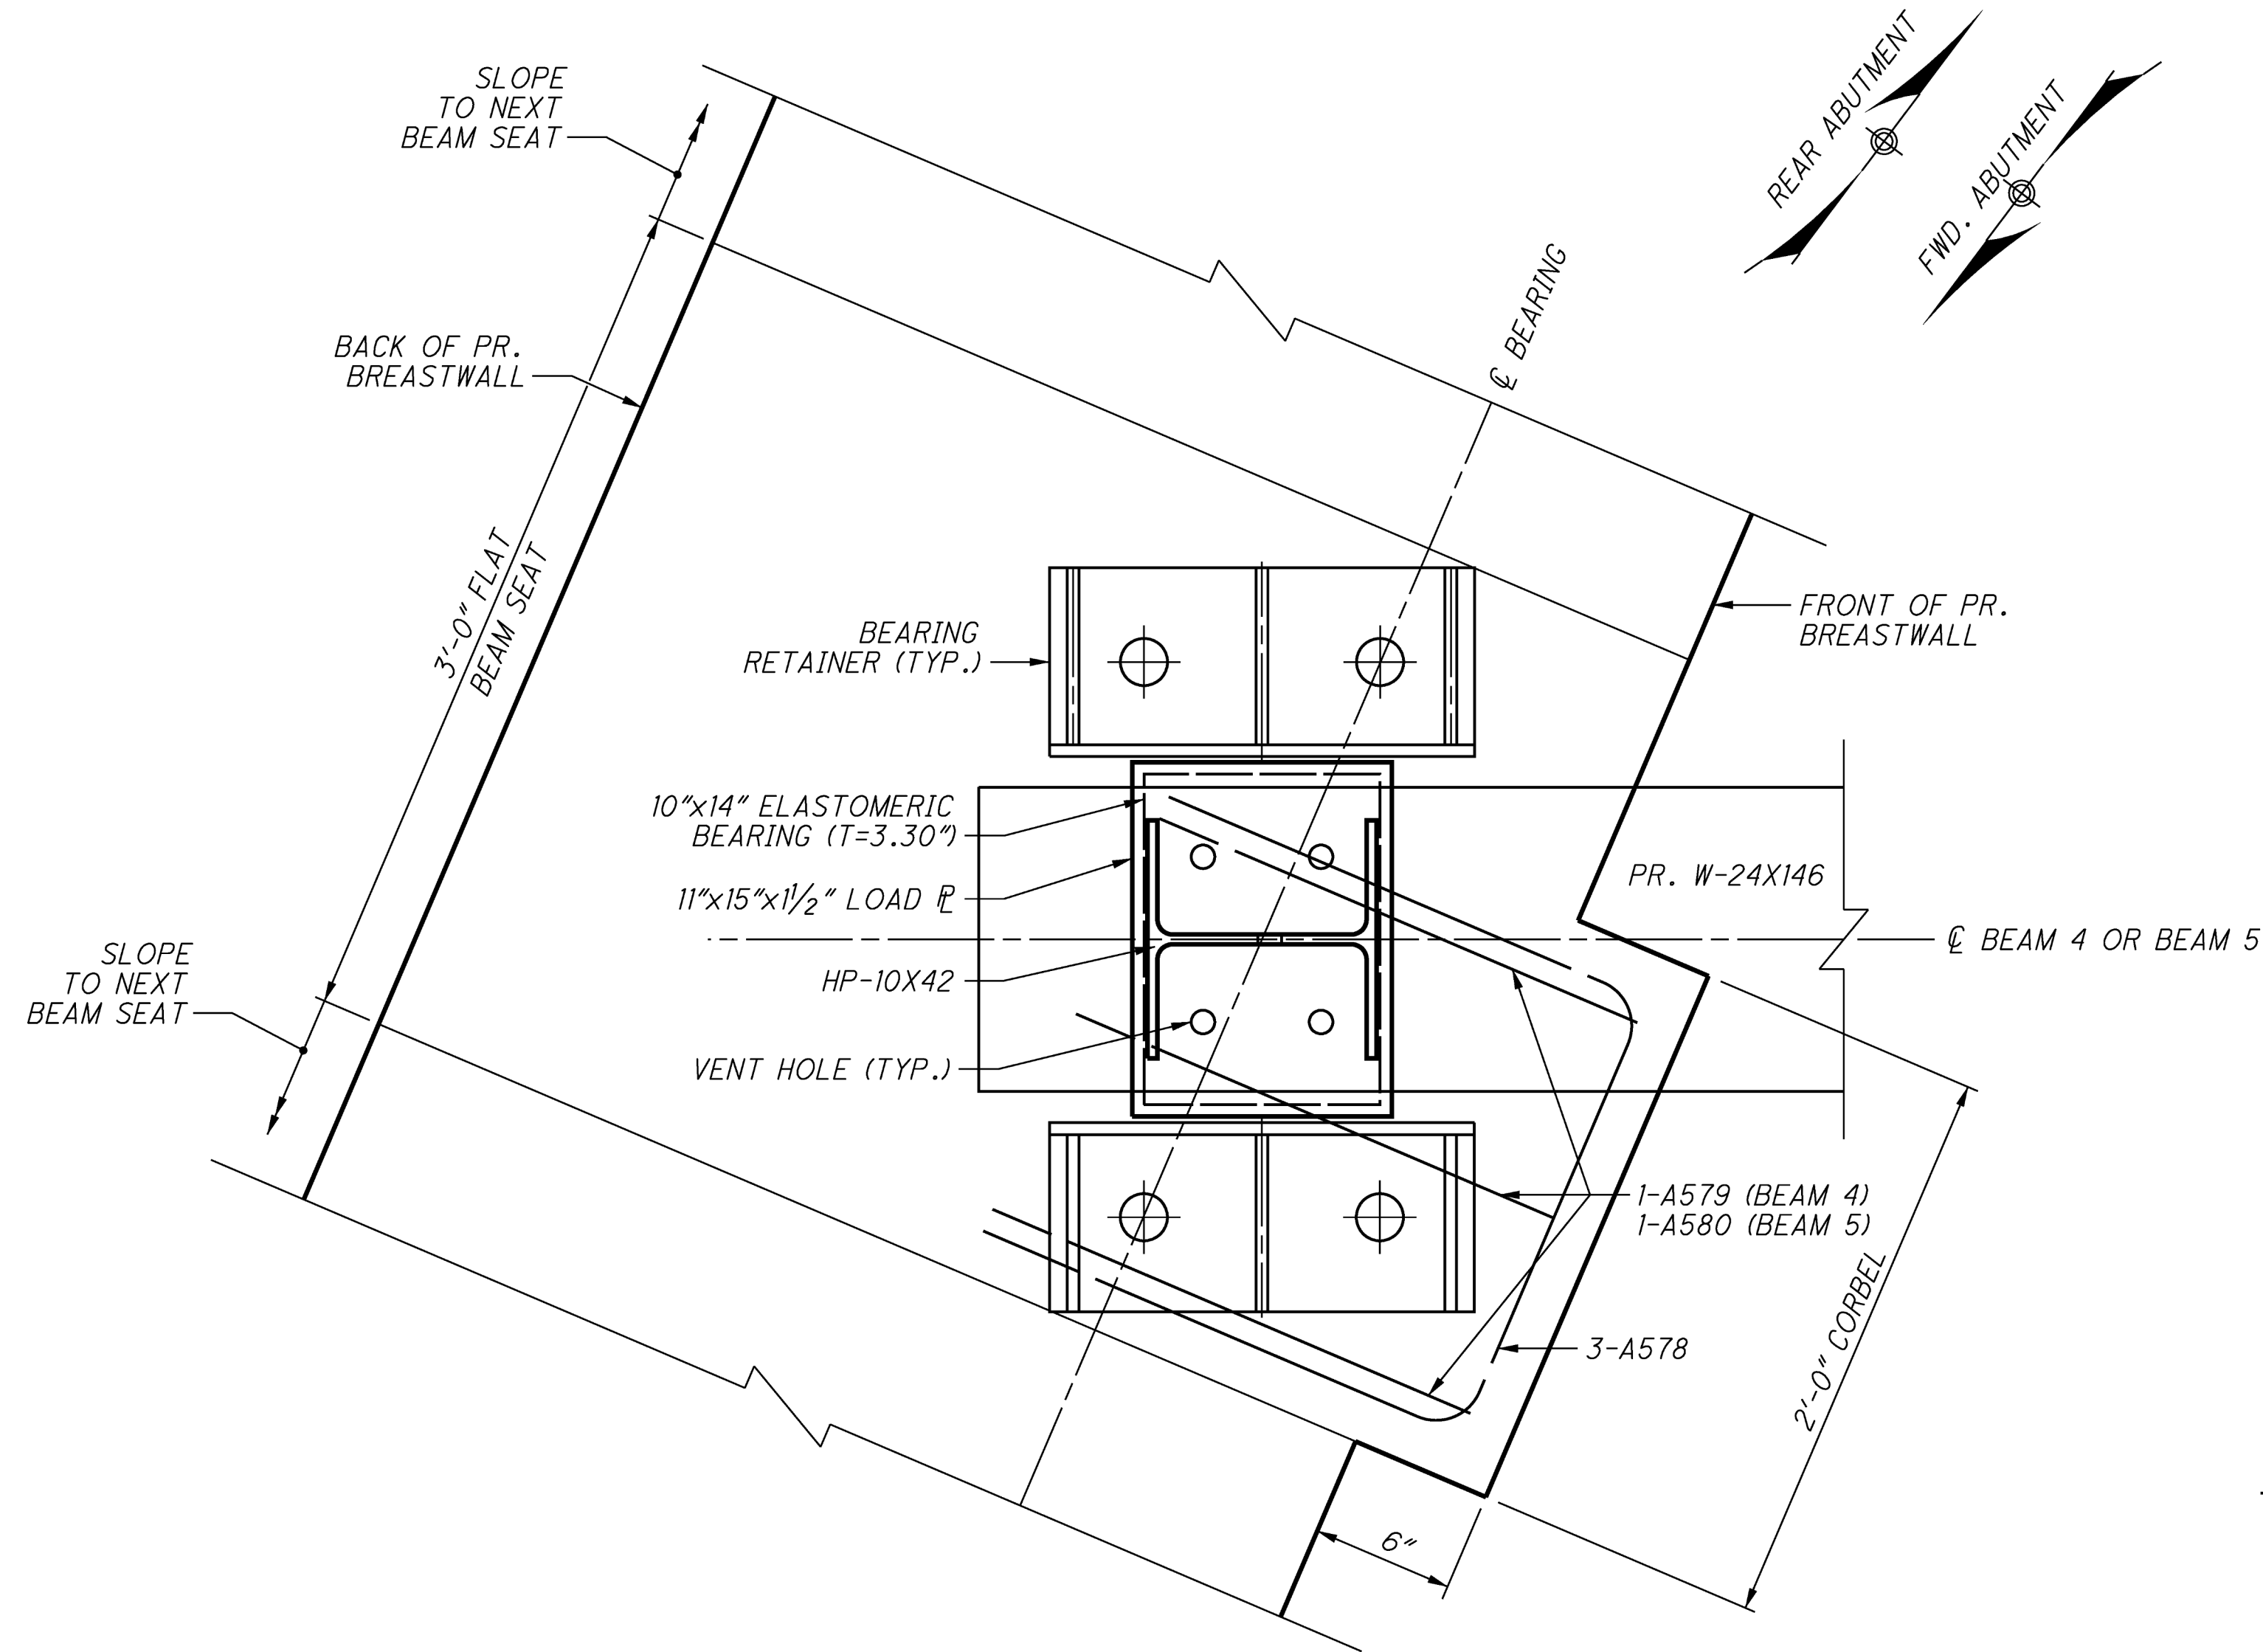 SLOPE
TO NEXT
BEAM SEAT
REAR ABUTMENT
FWD. ABUTMENT
℄ BEARING
BACK OF PR.
BREASTWALL
3'-0" FLAT
BEAM SEAT
FRONT OF PR.
BREASTWALL
BEARING
RETAINER (TYP.)
10"x14" ELASTOMERIC
BEARING (T=3.30")
11"x15"x1½" LOAD ⅊
PR. W-24X146
℄ BEAM 4 OR BEAM 5
HP-10X42
SLOPE
TO NEXT
BEAM SEAT
VENT HOLE (TYP.)
1-A579 (BEAM 4)
1-A580 (BEAM 5)
3-A578
2'-0" CORBEL
6"